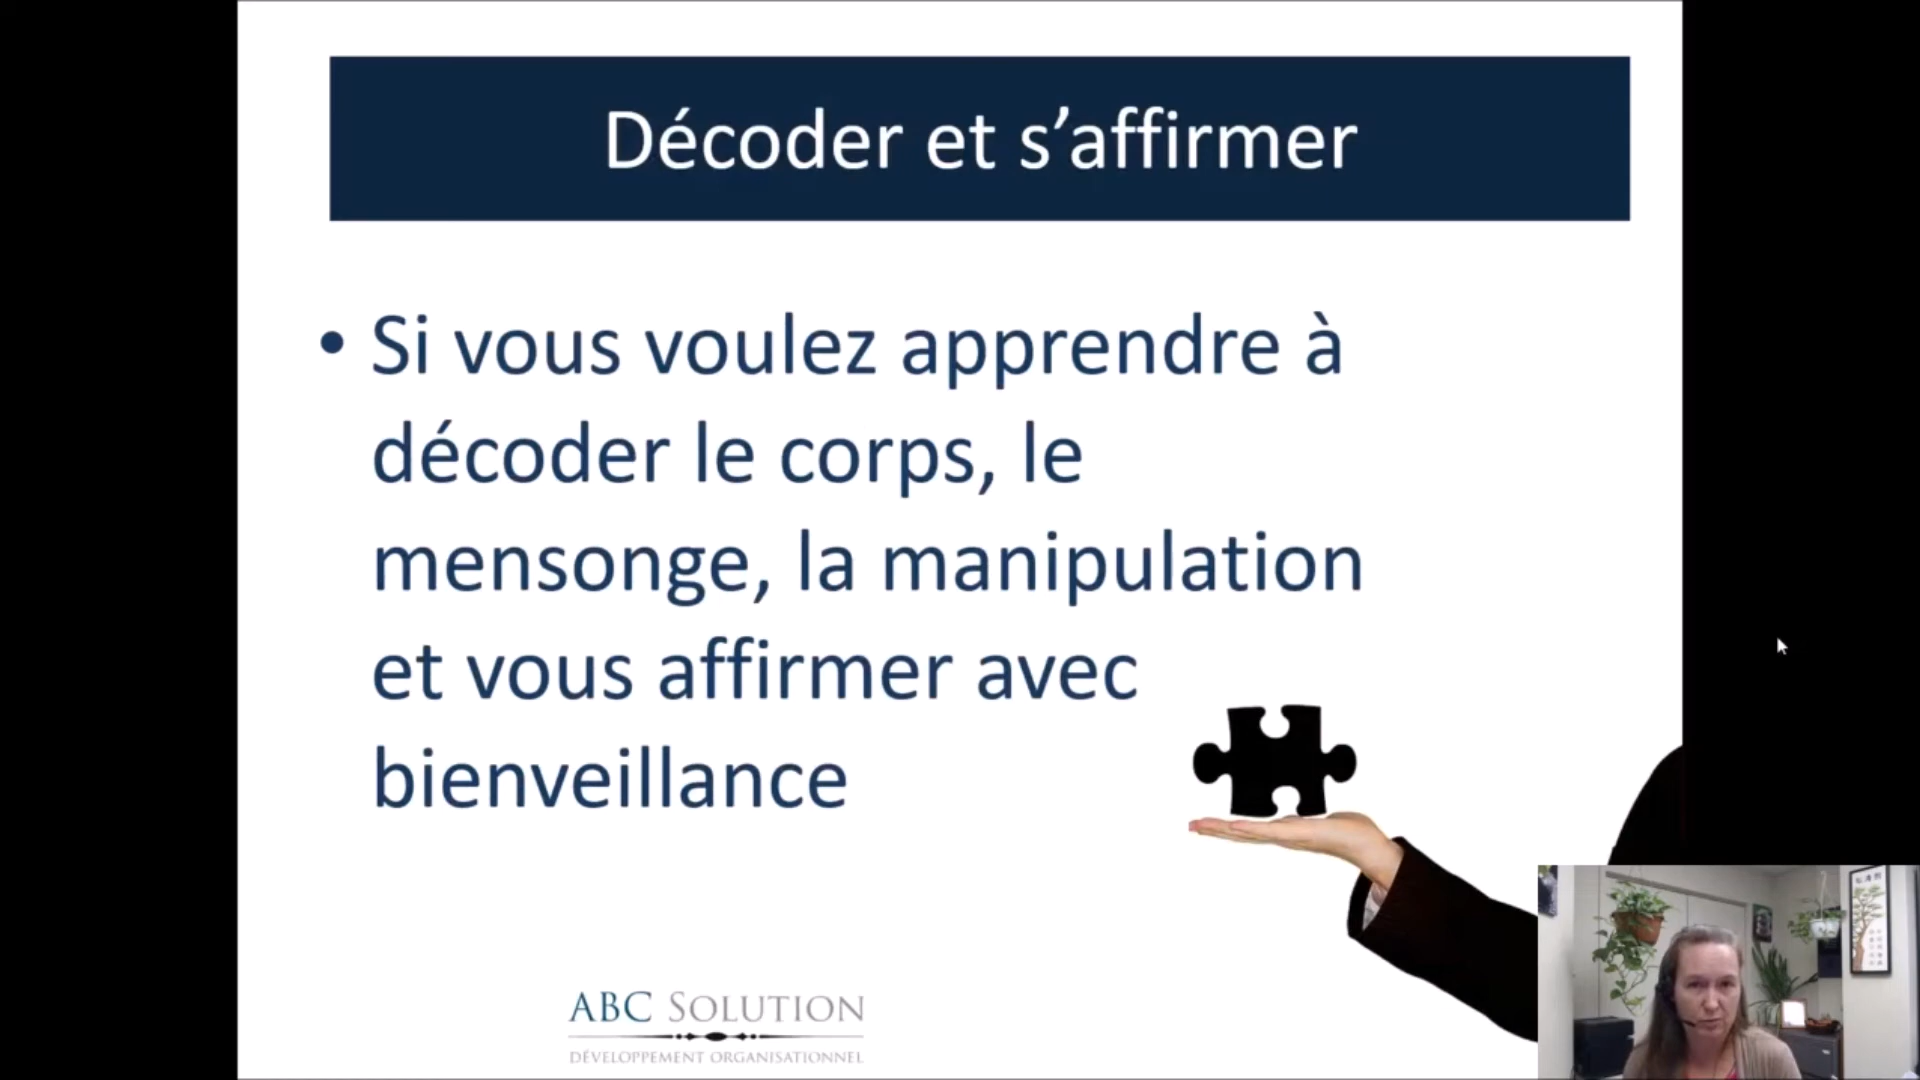 Décoder et s’affirmer
• Si vous voulez apprendre à
décoder le corps, le
mensonge, la manipulation
et vous affirmer avec
bienveillance
ABC SOLUTION
DÉVELOPPEMENT ORGANISATIONNEL